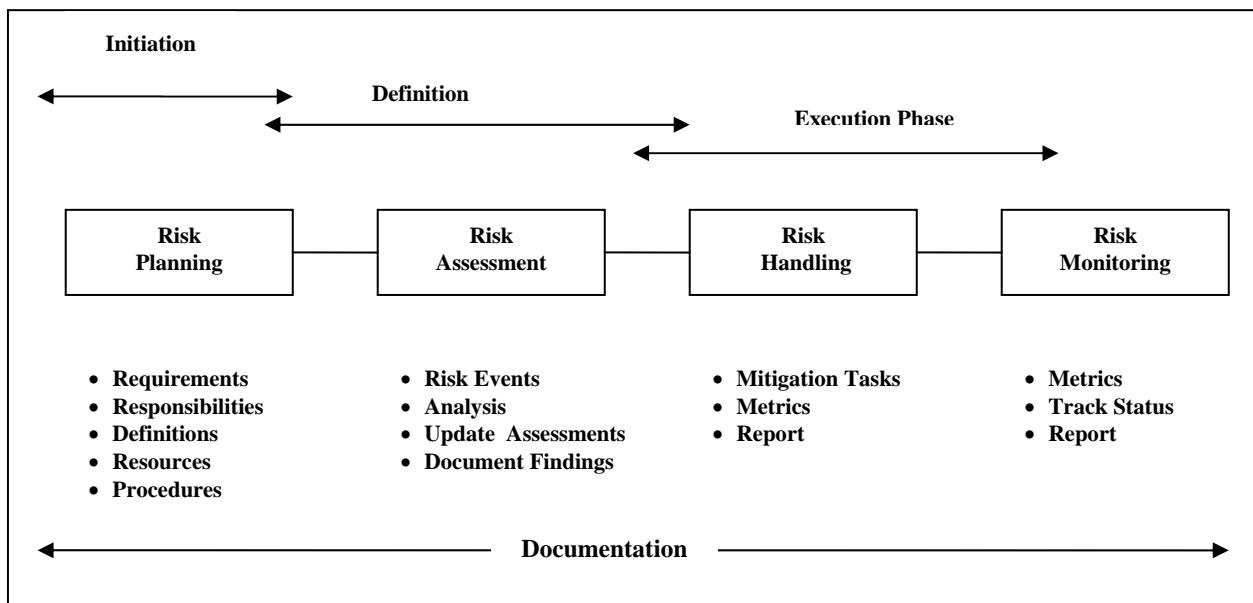 Initiation
Definition
Execution Phase
Risk
Planning
Risk
Assessment
Risk
Handling
Risk
Monitoring
• Requirements
• Responsibilities
• Definitions
• Resources
• Procedures
• Risk Events
• Analysis
• Update Assessments
• Document Findings
• Mitigation Tasks
• Metrics
• Report
• Metrics
• Track Status
• Report
Documentation